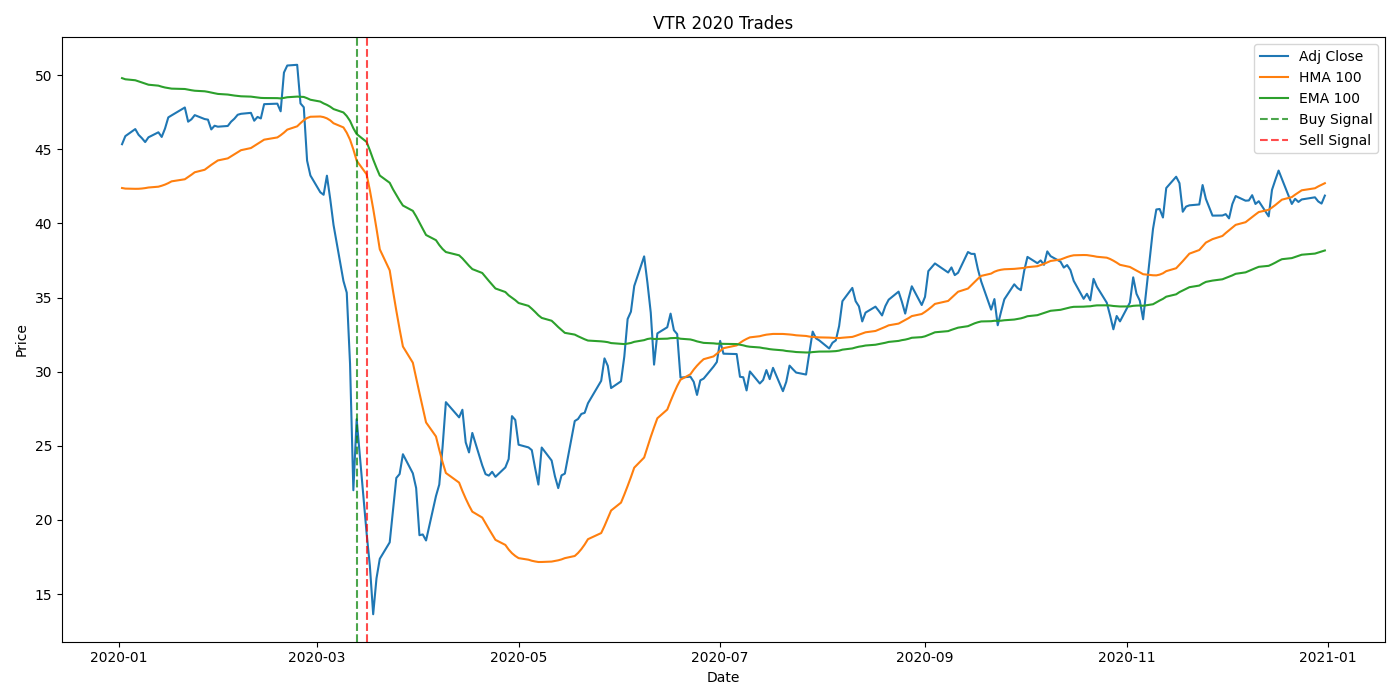 VTR 2020 Trades
Adj Close
HMA 100
EMA 100
Buy Signal
Sell Signal
Price
50
45
40
35
30
25
20
15
2020-01
2020-03
2020-05
2020-07
2020-09
2020-11
2021-01
Date